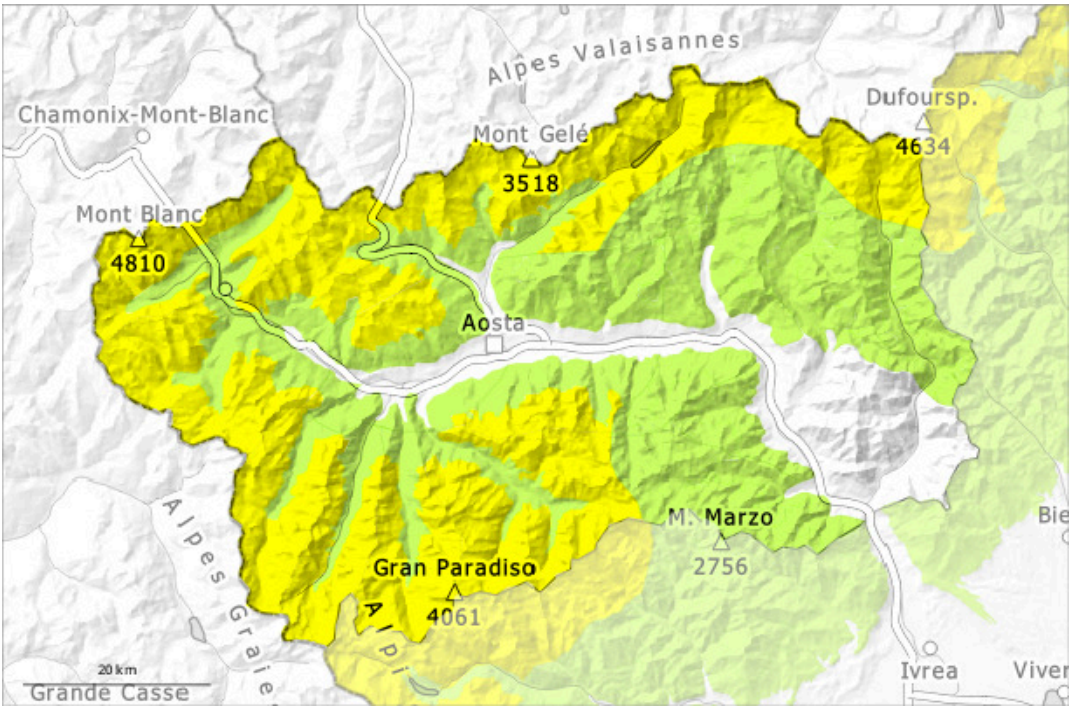 Alpes Valaisannes
Dufoursp.
4634
Chamonix-Mont-Blanc
Mont Gelé
3518
Mont Blanc
4810
Aosta
M. Marzo
2756
Bie
Gran Paradiso
4061
Alpes Graie
Alpi
20 km
Grande Casse
Ivrea
Viver